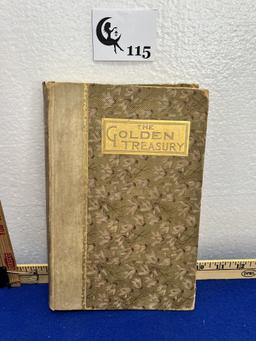 115
THE
GOLDEN
TREASURY